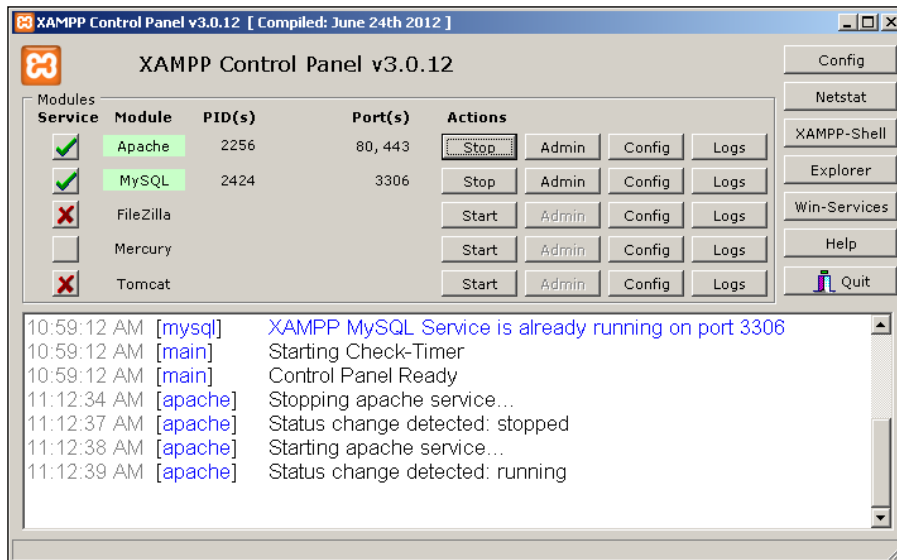 XAMPP Control Panel v3.0.12 [ Compiled: June 24th 2012 ]
XAMPP Control Panel v3.0.12
Config
Modules
Netstat
Service Module PID(s) Port(s) Actions
Apache 2256 80, 443 Stop Admin Config Logs
XAMPP-Shell
MySQL 2424 3306 Stop Admin Config Logs
Explorer
FileZilla Start Admin Config Logs
Win-Services
Mercury Start Admin Config Logs
Help
Tomcat Start Admin Config Logs
Quit
10:59:12 AM [mysql] XAMPP MySQL Service is already running on port 3306
10:59:12 AM [main] Starting Check-Timer
10:59:12 AM [main] Control Panel Ready
11:12:34 AM [apache] Stopping apache service...
11:12:37 AM [apache] Status change detected: stopped
11:12:38 AM [apache] Starting apache service...
11:12:39 AM [apache] Status change detected: running